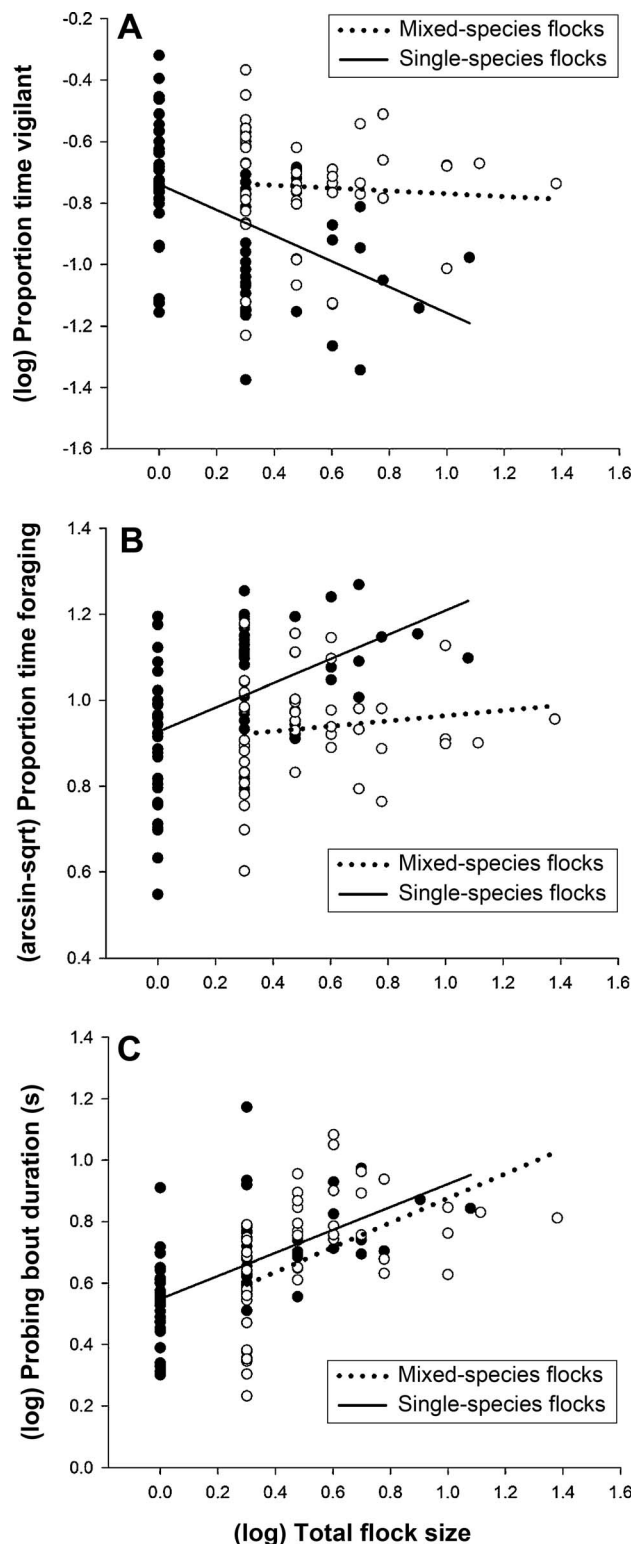 A
Mixed-species flocks
Single-species flocks
(log) Proportion time vigilant
-0.2
-0.4
-0.6
-0.8
-1.0
-1.2
-1.4
-1.6
0.0 0.2 0.4 0.6 0.8 1.0 1.2 1.4 1.6
B
(arcsin-sqrt) Proportion time foraging
1.4
1.2
1.0
0.8
0.6
0.4
Mixed-species flocks
Single-species flocks
0.0 0.2 0.4 0.6 0.8 1.0 1.2 1.4 1.6
C
(log) Probing bout duration (s)
1.4
1.2
1.0
0.8
0.6
0.4
0.2
0.0
Mixed-species flocks
Single-species flocks
0.0 0.2 0.4 0.6 0.8 1.0 1.2 1.4 1.6
(log) Total flock size